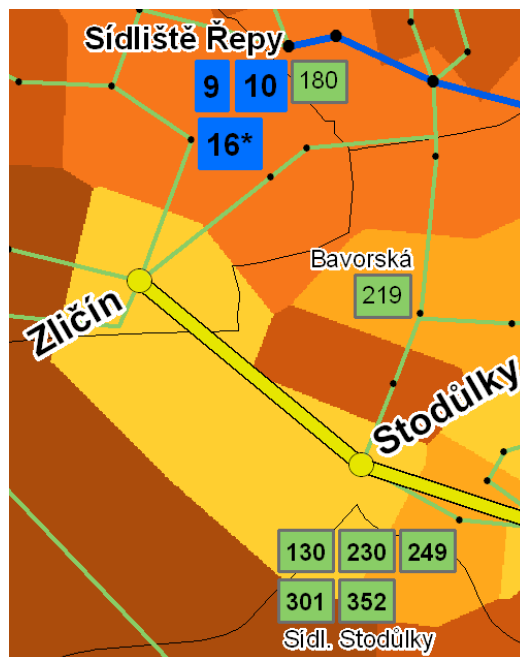 Sídliště Řepy
9 10 180
16*
Bavorská
219
Zličín
Stodůlky
130 230 249
301 352
Sídl. Stodůlky